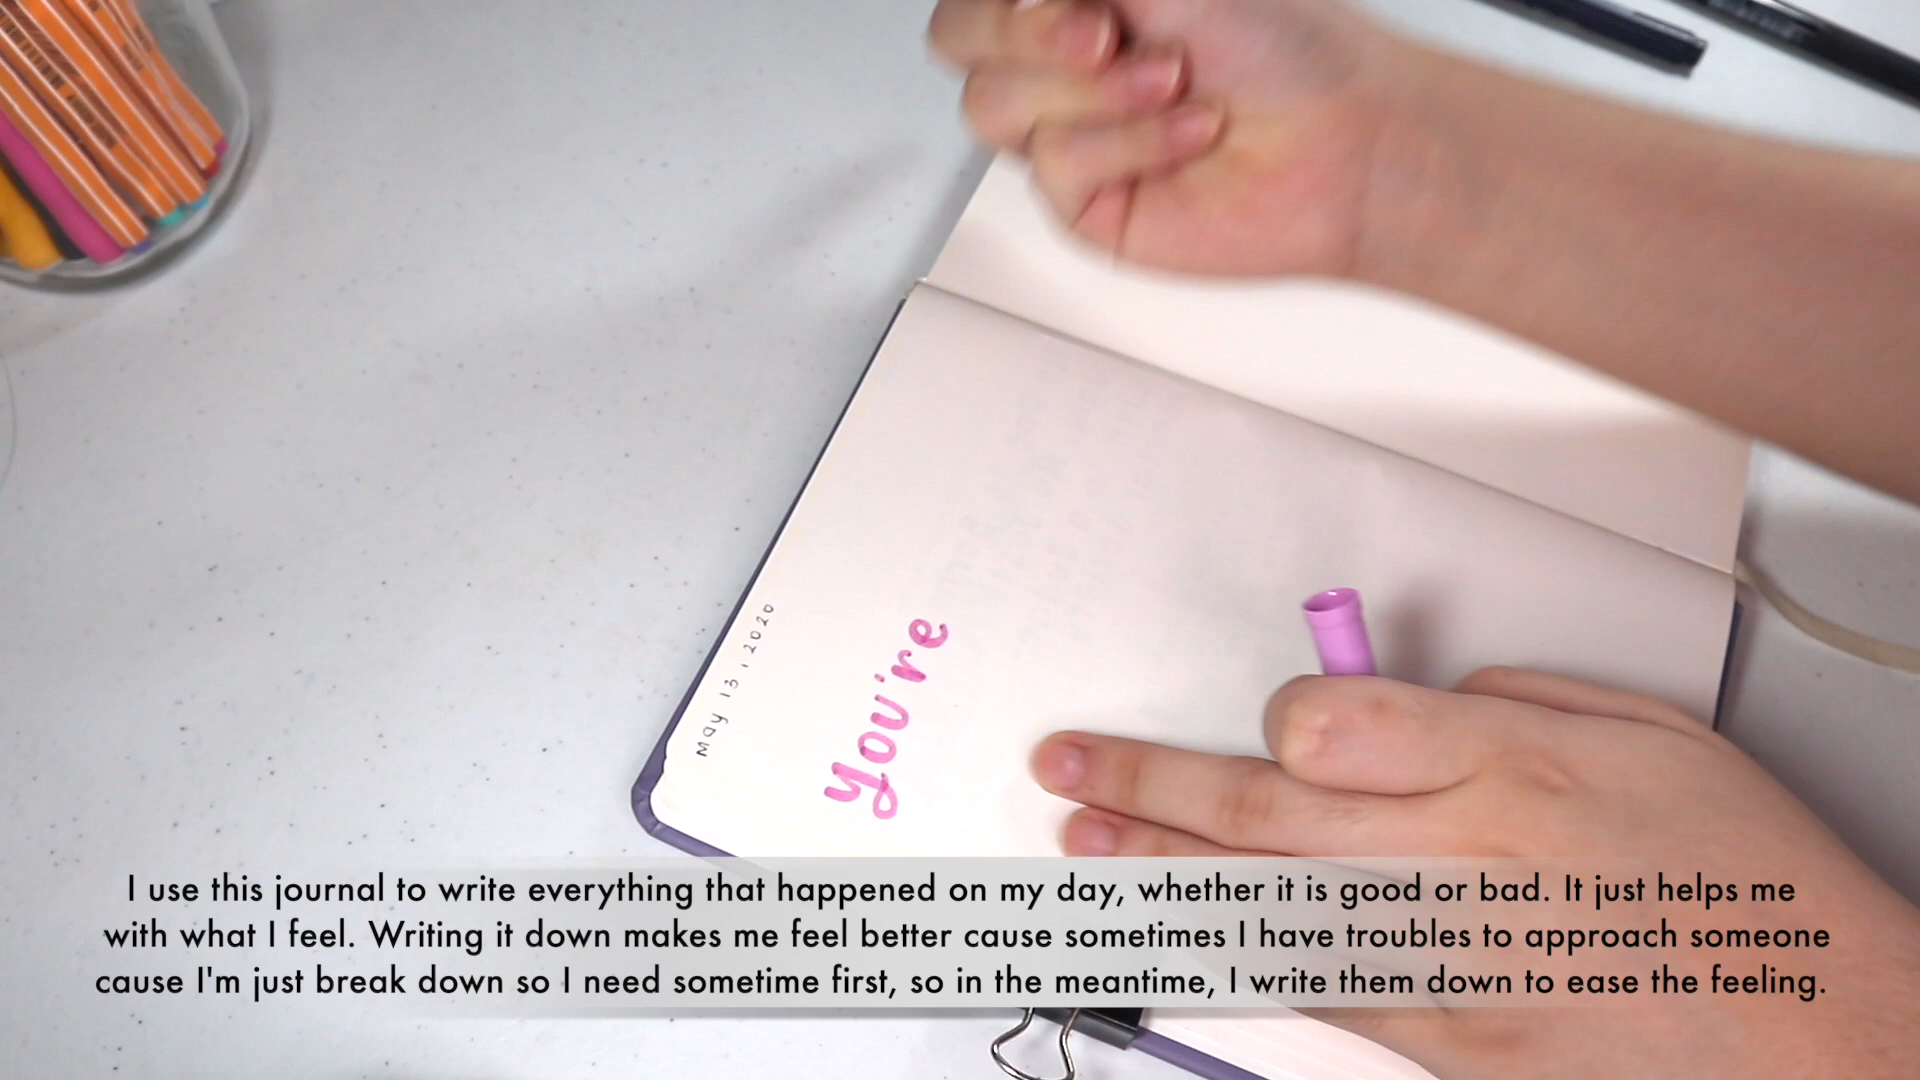 May 13, 2020
You're
I use this journal to write everything that happened on my day, whether it is good or bad. It just helps me
with what I feel. Writing it down makes me feel better cause sometimes I have troubles to approach someone
cause I'm just break down so I need sometime first, so in the meantime, I write them down to ease the feeling.